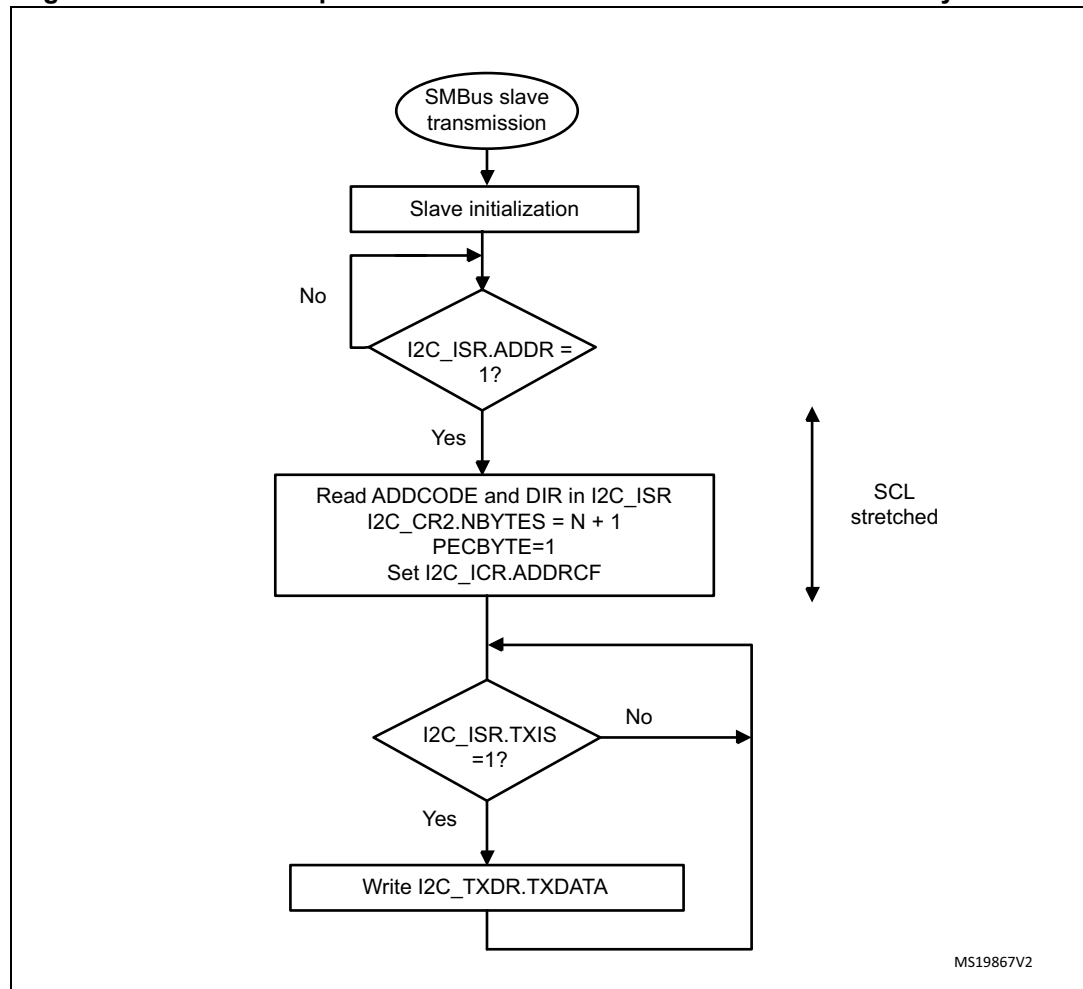 SMBus slave
transmission
Slave initialization
No
I2C_ISR.ADDR =
1?
Yes
Read ADDCODE and DIR in I2C_ISR
I2C_CR2.NBYTES = N + 1
PECBYTE=1
Set I2C_ICR.ADDRCF
SCL
stretched
I2C_ISR.TXIS
=1?
No
Yes
Write I2C_TXDR.TXDATA
MS19867V2